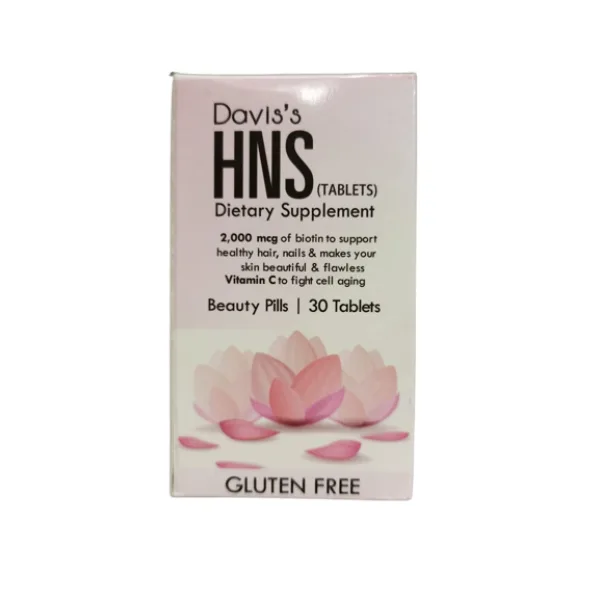 Davis's
HNS (TABLETS)
Dietary Supplement
2,000 mcg of biotin to support
healthy hair, nails & makes your
skin beautiful & flawless
Vitamin C to fight cell aging
Beauty Pills | 30 Tablets
GLUTEN FREE